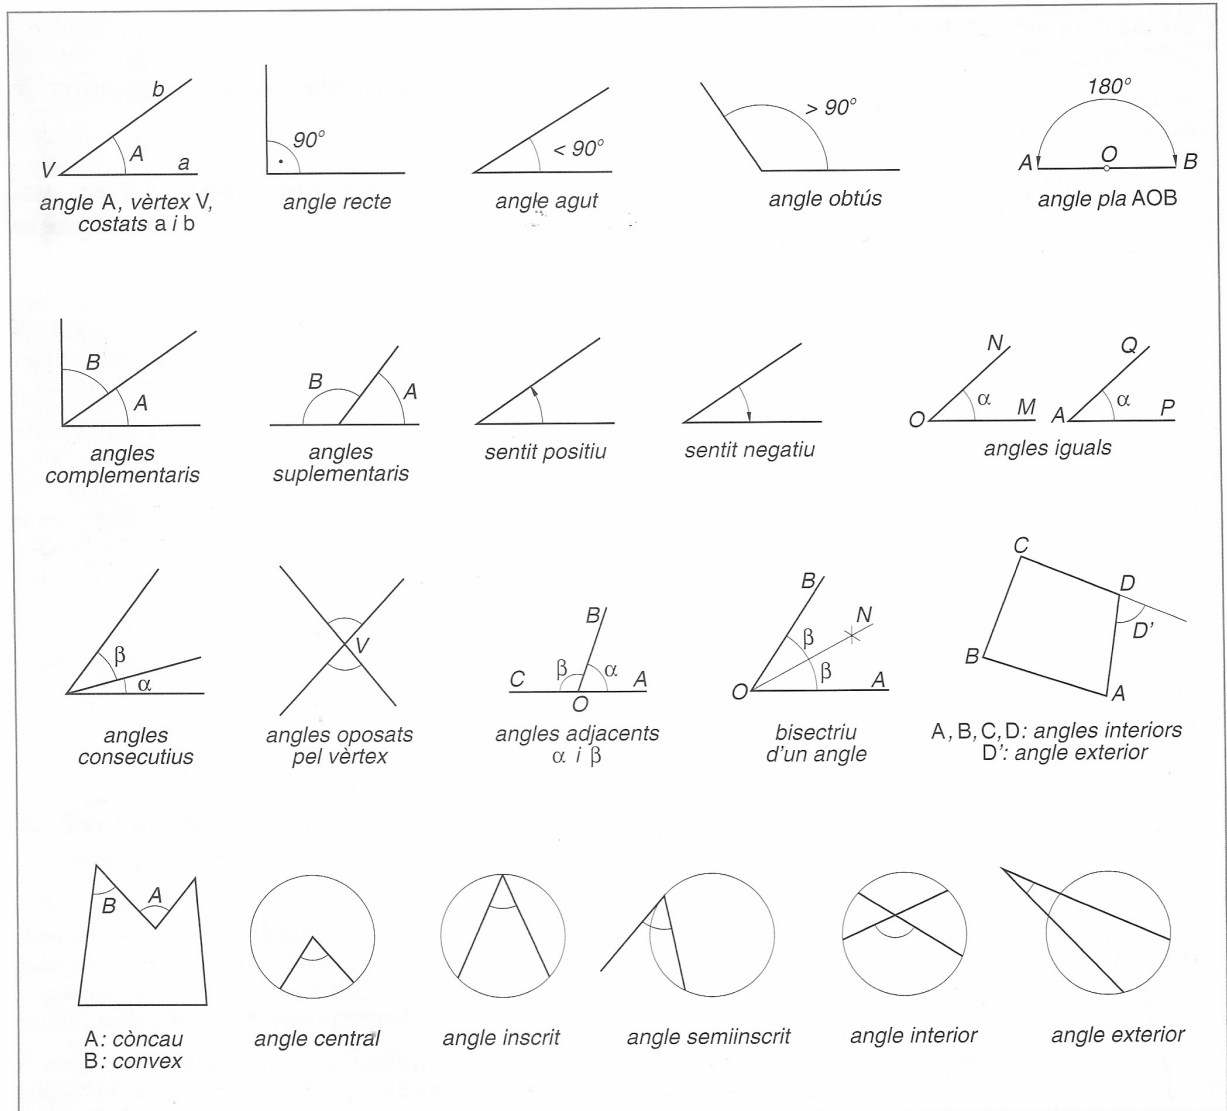 b
V A a
angle A, vèrtex V,
costats a i b
90°
angle recte
< 90°
angle agut
> 90°
angle obtús
180°
A O B
angle pla AOB
B
A
angles
complementaris
B A
angles
suplementaris
sentit positiu
sentit negatiu
N
α
O M
Q
α
A P
angles iguals
β
α
angles
consecutius
V
angles oposats
pel vèrtex
B
β α
C A
O
angles adjacents
α i β
B
N
β
β
O A
bisectriu
d'un angle
C
D
D'
B
A
A, B, C, D: angles interiors
D': angle exterior
A
B
A: còncau
B: convex
angle central
angle inscrit
angle semiinscrit
angle interior
angle exterior